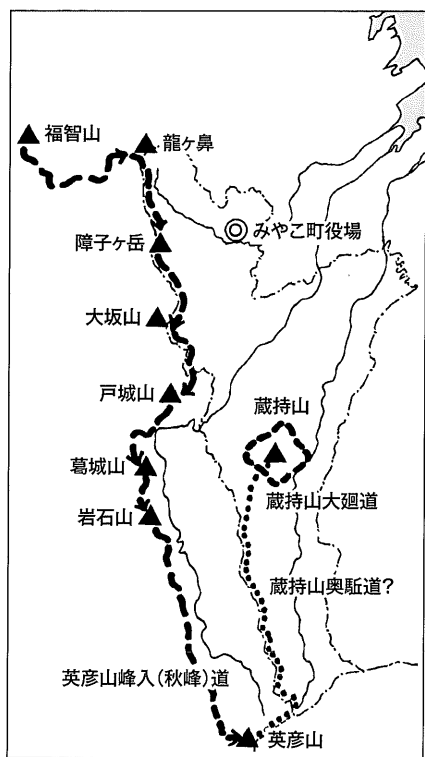 福智山
龍ヶ鼻
みやこ町役場
障子ヶ岳
大坂山
戸城山
蔵持山
葛城山
蔵持山大廻道
岩石山
蔵持山奥駈道?
英彦山峰入(秋峰)道
英彦山